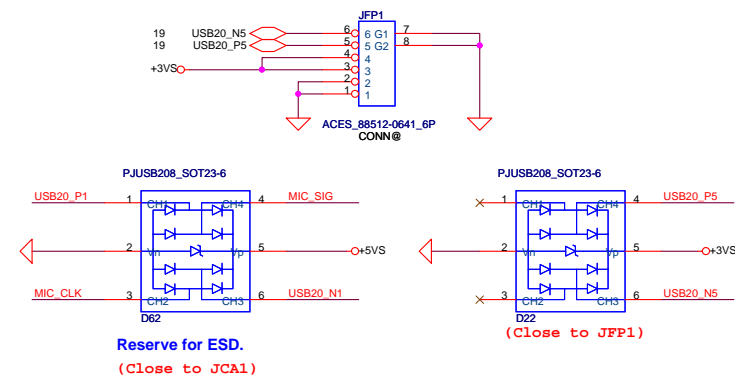 JFP1
19 USB20_N5 6 6 G1 7
19 USB20_P5 5 5 G2 8
4 4
+3VS 3 3
2 2
1 1
ACES_88512-0641_6P
CONN@
PJUSB208_SOT23-6
USB20_P1 1 CH1 CH4 4 MIC_SIG
2 Vn Vp 5 +5VS
MIC_CLK 3 CH2 CH3 6 USB20_N1
D62
Reserve for ESD.
(Close to JCA1)
PJUSB208_SOT23-6
1 CH1 CH4 4 USB20_P5
2 Vn Vp 5 +3VS
3 CH2 CH3 6 USB20_N5
D22
(Close to JFP1)